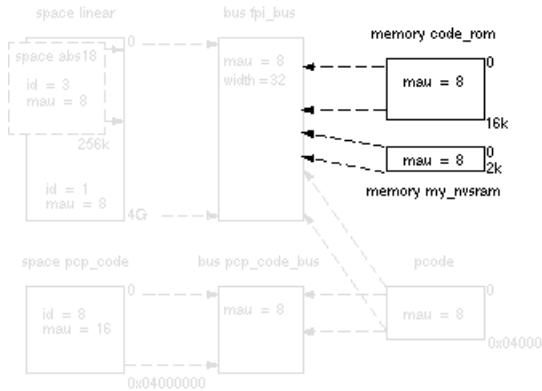 space linear
bus fpi_bus
memory code_rom
space abs18
id = 3
mau = 8
0
256k
id = 1
mau = 8
4G
mau = 8
width = 32
mau = 8
0
16k
mau = 8
0
2k
memory my_nvsram
space pcp_code
bus pcp_code_bus
pcode
id = 8
mau = 16
0
0x04000000
mau = 8
mau = 8
0
0x04000